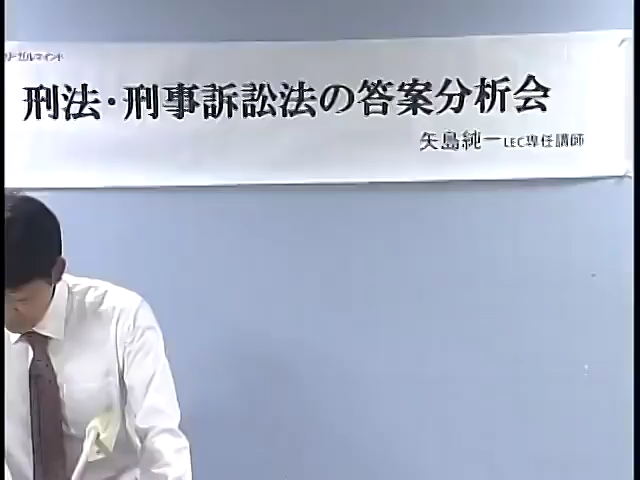 リーガルマインド
刑法・刑事訴訟法の答案分析会
矢島純一LEC専任講師